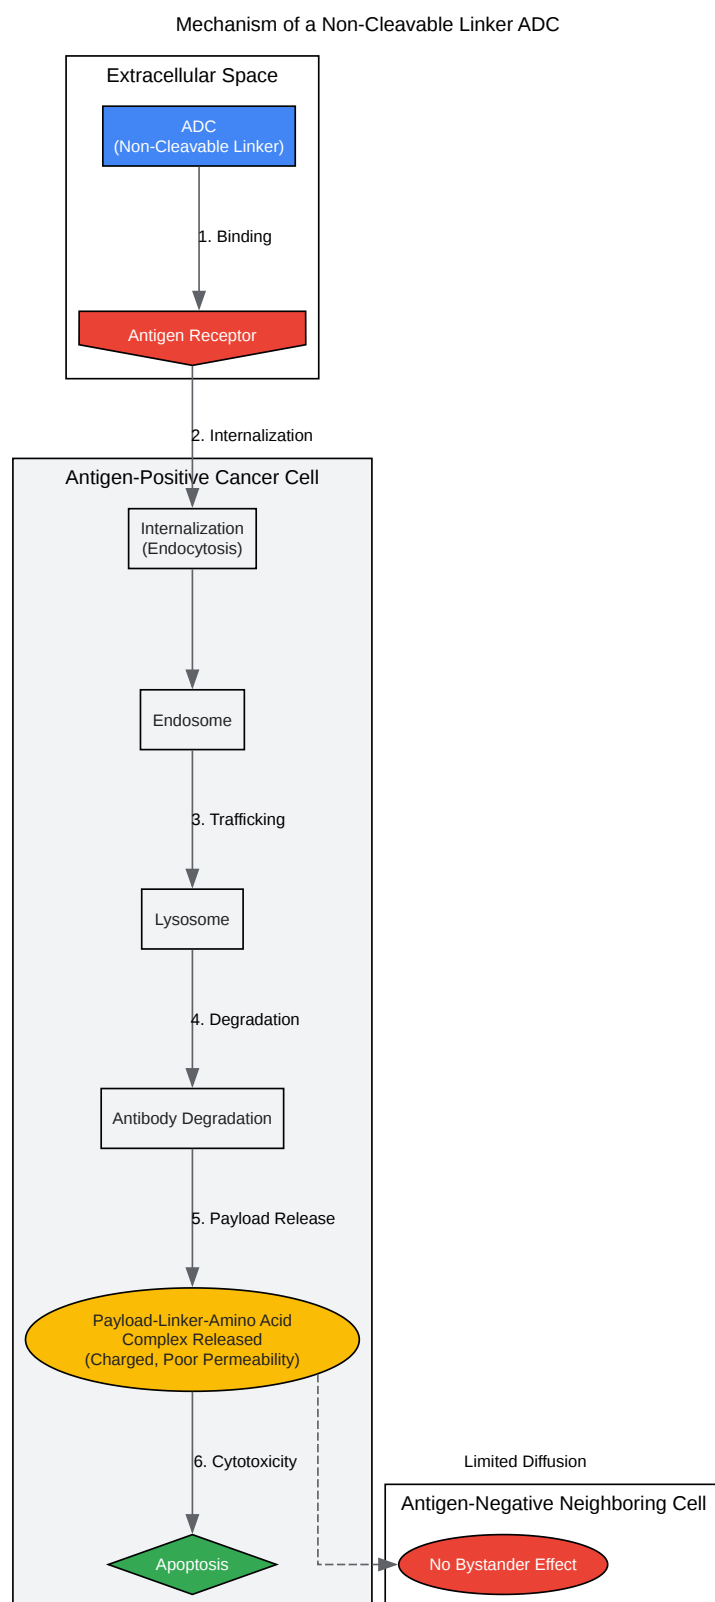 Mechanism of a Non-Cleavable Linker ADC
Extracellular Space
ADC
(Non-Cleavable Linker)
1. Binding
Antigen Receptor
2. Internalization
Antigen-Positive Cancer Cell
Internalization
(Endocytosis)
Endosome
3. Trafficking
Lysosome
4. Degradation
Antibody Degradation
5. Payload Release
Payload-Linker-Amino Acid
Complex Released
(Charged, Poor Permeability)
6. Cytotoxicity
Limited Diffusion
Antigen-Negative Neighboring Cell
Apoptosis
No Bystander Effect